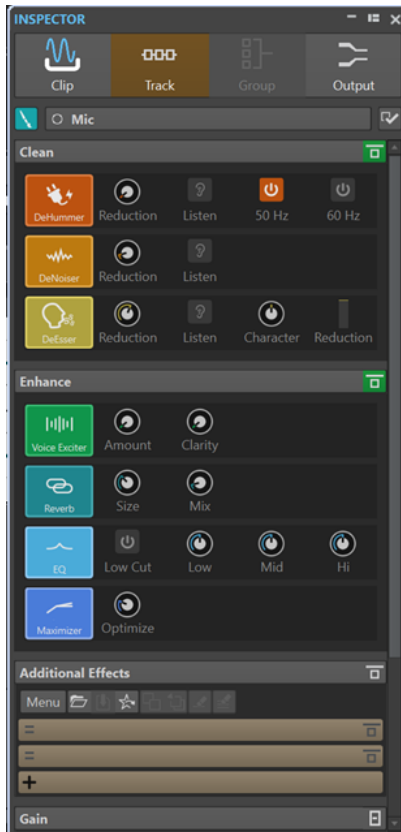 INSPECTOR
Clip Track Group Output
Mic
Clean
DeHummer Reduction Listen 50 Hz 60 Hz
DeNoiser Reduction Listen
DeEsser Reduction Listen Character Reduction
Enhance
Voice Exciter Amount Clarity
Reverb Size Mix
EQ Low Cut Low Mid Hi
Maximizer Optimize
Additional Effects
Menu
Gain